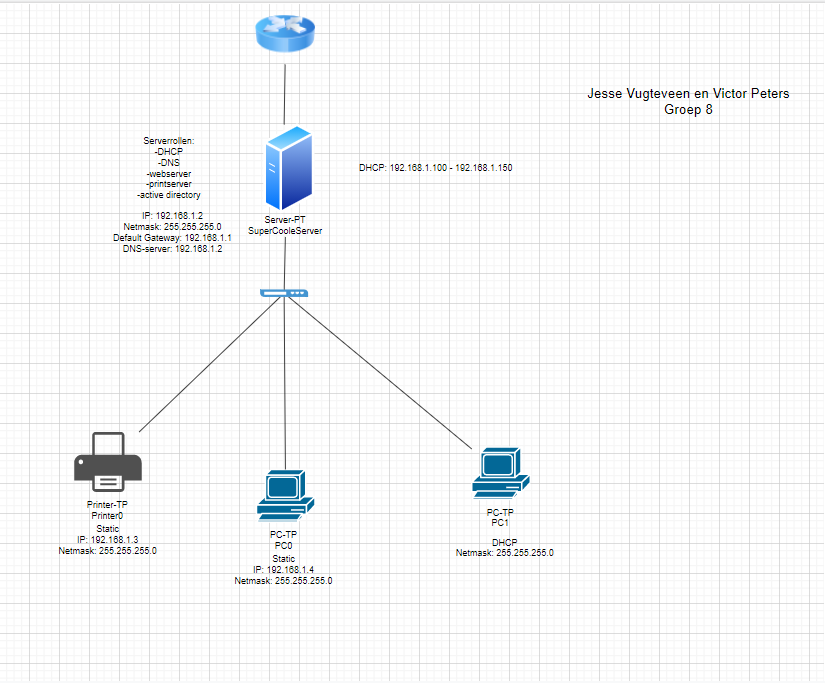 Jesse Vugteveen en Victor Peters
Groep 8
Serverrollen:
-DHCP
-DNS
-webserver
-printserver
-active directory
IP: 192.168.1.2
Netmask: 255.255.255.0
Default Gateway: 192.168.1.1
DNS-server: 192.168.1.2
DHCP: 192.168.1.100 - 192.168.1.150
Server-PT
SuperCooleServer
Printer-TP
Printer0
Static
IP: 192.168.1.3
Netmask: 255.255.255.0
PC-TP
PC0
Static
IP: 192.168.1.4
Netmask: 255.255.255.0
PC-TP
PC1
DHCP
Netmask: 255.255.255.0